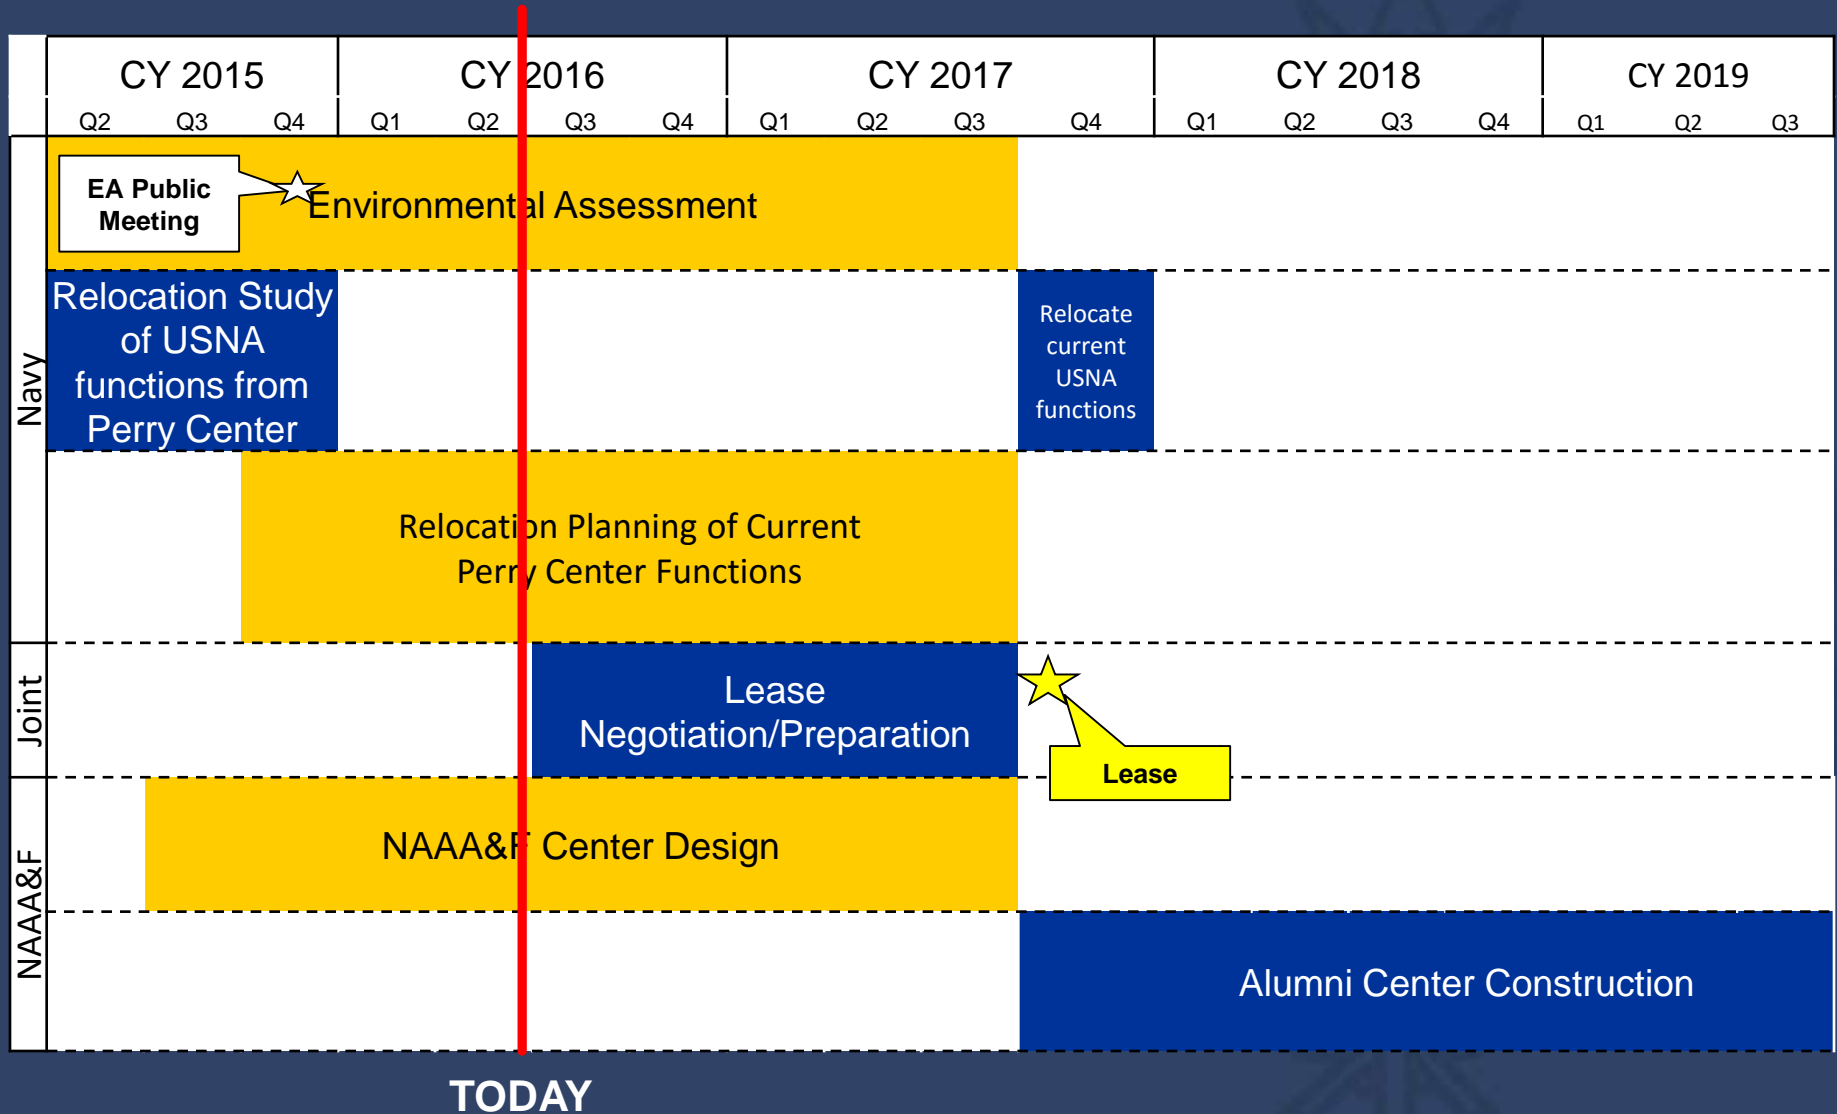 CY 2015 CY 2016 CY 2017 CY 2018 CY 2019
Q2 Q3 Q4 Q1 Q2 Q3 Q4 Q1 Q2 Q3 Q4 Q1 Q2 Q3 Q4 Q1 Q2 Q3
Navy
EA Public
Meeting
Environmental Assessment
Relocation Study
of USNA
functions from
Perry Center
Relocate
current
USNA
functions
Relocation Planning of Current
Perry Center Functions
Joint
Lease
Negotiation/Preparation
Lease
NAAA&F
NAAA&F Center Design
Alumni Center Construction
TODAY